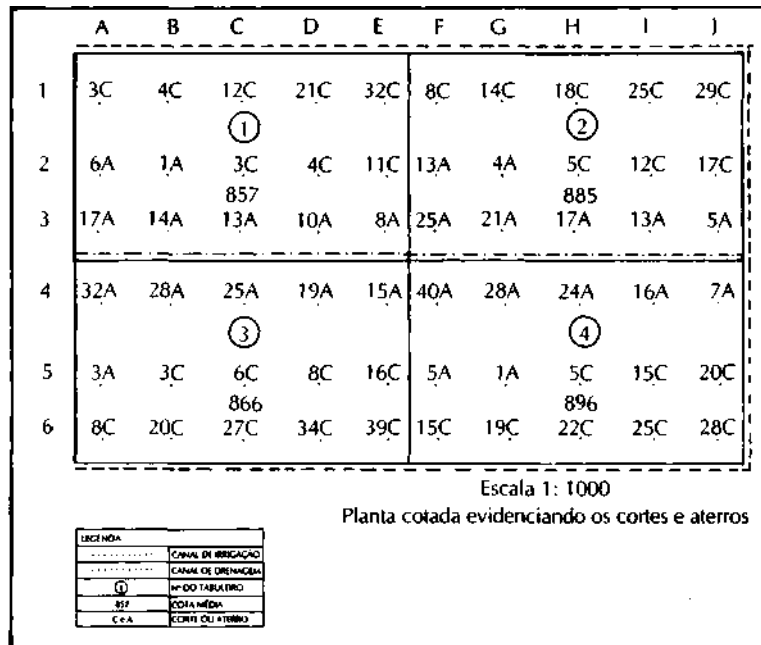 A B C D E F G H I J
1 3C 4C 12C 21C 32C 8C 14C 18C 25C 29C
1 2
2 6A 1A 3C 4C 11C 13A 4A 5C 12C 17C
857 885
3 17A 14A 13A 10A 8A 25A 21A 17A 13A 5A
4 32A 28A 25A 19A 15A 40A 28A 24A 16A 7A
3 4
5 3A 3C 6C 8C 16C 5A 1A 5C 15C 20C
866 896
6 8C 20C 27C 34C 39C 15C 19C 22C 25C 28C
Escala 1: 1000
Planta cotada evidenciando os cortes e aterros
LEGENDA
CANAL DE IRRIGAÇÃO
CANAL DE DRENAGEM
Nº DO TABULEIRO
857 COTA MÉDIA
C e A CORTE OU ATERRO